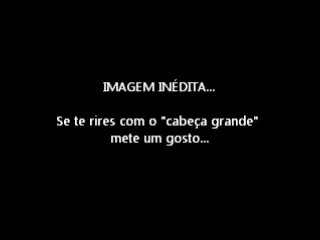 IMAGEM INÉDITA...
Se te rires com o "cabeça grande"
mete um gosto...